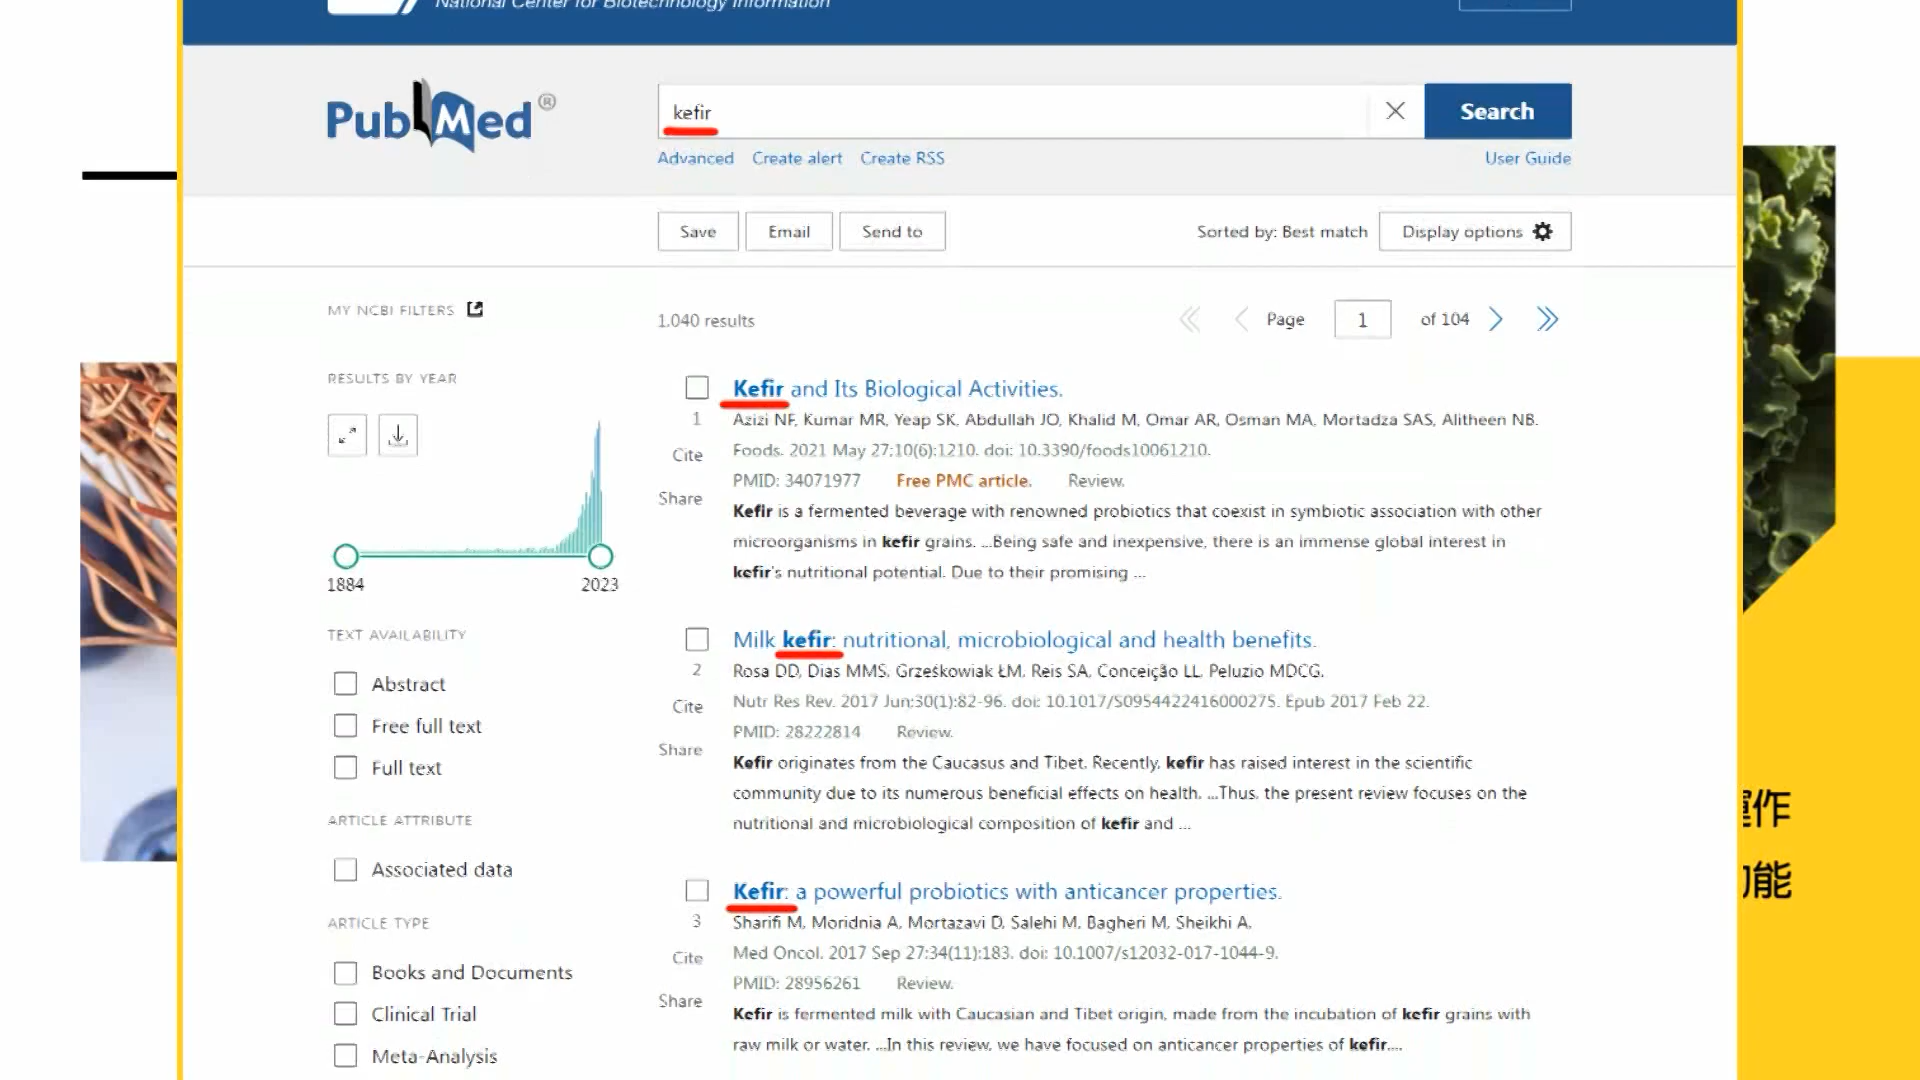 National Center for Biotechnology Information
PubMed®
kefir
Search
Advanced Create alert Create RSS
User Guide
Save Email Send to
Sorted by: Best match
Display options
MY NCBI FILTERS
1,040 results
Page 1 of 104
RESULTS BY YEAR
1884 2023
TEXT AVAILABILITY
Abstract
Free full text
Full text
ARTICLE ATTRIBUTE
Associated data
ARTICLE TYPE
Books and Documents
Clinical Trial
Meta-Analysis
Kefir and Its Biological Activities.
1
Cite
Share
Azizi NF, Kumar MR, Yeap SK, Abdullah JO, Khalid M, Omar AR, Osman MA, Mortadza SAS, Alitheen NB.
Foods. 2021 May 27;10(6):1210. doi: 10.3390/foods10061210.
PMID: 34071977 Free PMC article. Review.
Kefir is a fermented beverage with renowned probiotics that coexist in symbiotic association with other
microorganisms in kefir grains. ...Being safe and inexpensive, there is an immense global interest in
kefir's nutritional potential. Due to their promising ...
Milk kefir: nutritional, microbiological and health benefits.
2
Cite
Share
Rosa DD, Dias MMS, Grześkowiak ŁM, Reis SA, Conceição LL, Peluzio MDCG.
Nutr Res Rev. 2017 Jun;30(1):82-96. doi: 10.1017/S0954422416000275. Epub 2017 Feb 22.
PMID: 28222814 Review.
Kefir originates from the Caucasus and Tibet. Recently, kefir has raised interest in the scientific
community due to its numerous beneficial effects on health. ...Thus, the present review focuses on the
nutritional and microbiological composition of kefir and ...
Kefir: a powerful probiotics with anticancer properties.
3
Cite
Share
Sharifi M, Moridnia A, Mortazavi D, Salehi M, Bagheri M, Sheikhi A.
Med Oncol. 2017 Sep 27;34(11):183. doi: 10.1007/s12032-017-1044-9.
PMID: 28956261 Review.
Kefir is fermented milk with Caucasian and Tibet origin, made from the incubation of kefir grains with
raw milk or water. ...In this review, we have focused on anticancer properties of kefir....
作
能